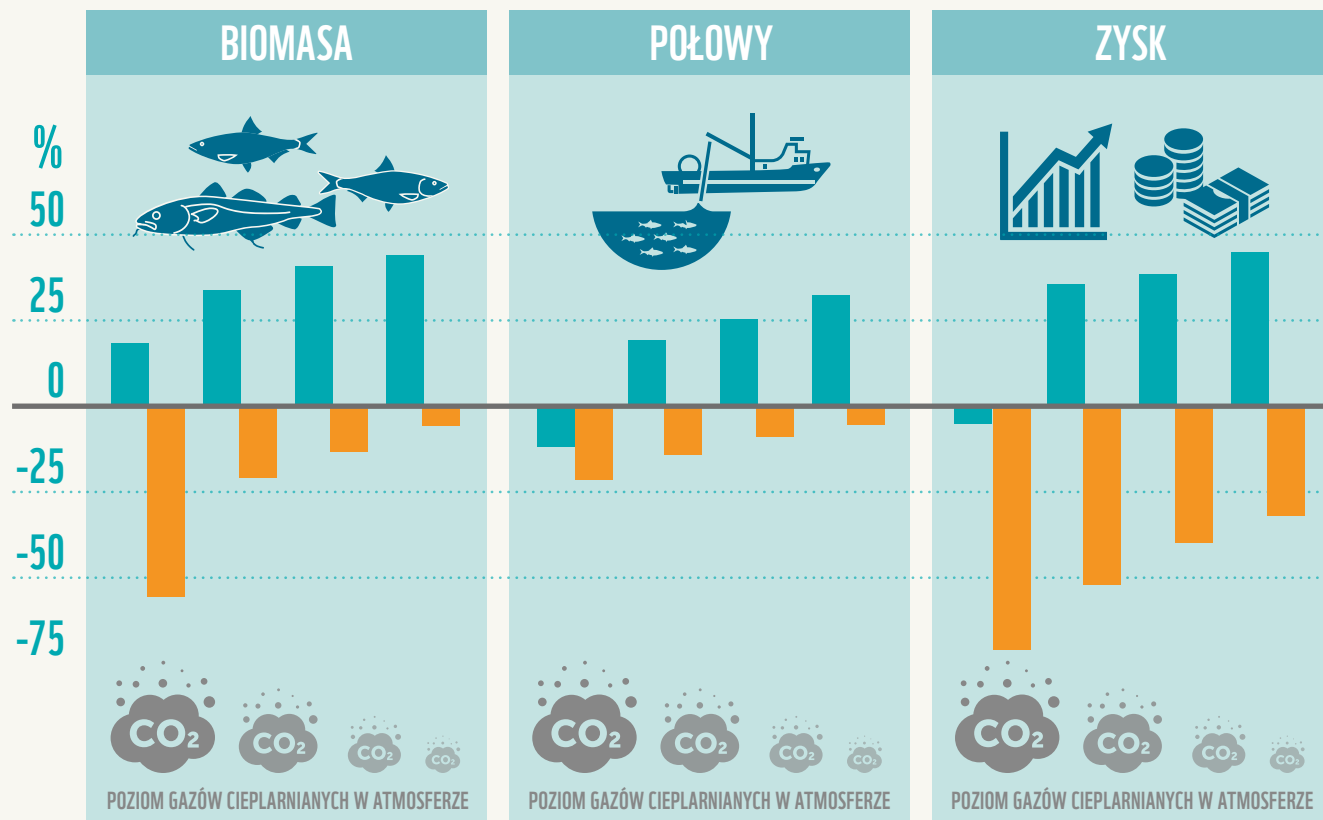 BIOMASA
POŁOWY
ZYSK
%
50
25
0
-25
-50
-75
CO2 CO2 CO2 CO2
CO2 CO2 CO2 CO2
CO2 CO2 CO2 CO2
POZIOM GAZÓW CIEPLARNIANYCH W ATMOSFERZE
POZIOM GAZÓW CIEPLARNIANYCH W ATMOSFERZE
POZIOM GAZÓW CIEPLARNIANYCH W ATMOSFERZE